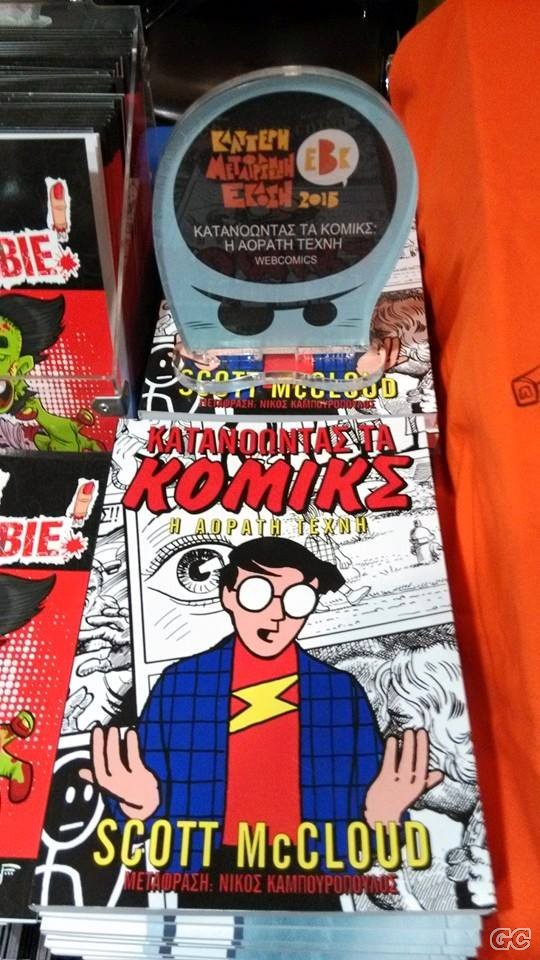 ΚΑΛΥΤΕΡΗ
ΜΕΤΑΦΡΑΣΜΕΝΗ
ΕΚΔΟΣΗ 2015
ΕΒΚ
ΚΑΤΑΝΟΩΝΤΑΣ ΤΑ ΚΟΜΙΚΣ:
Η ΑΟΡΑΤΗ ΤΕΧΝΗ
WEBCOMICS
BIE
SCOTT McCLOUD
ΜΕΤΑΦΡΑΣΗ: ΝΙΚΟΣ ΚΑΜΠΟΥΡΟΠΟΥΛΟΣ
ΚΑΤΑΝΟΩΝΤΑΣ ΤΑ
ΚΟΜΙΚΣ
Η ΑΟΡΑΤΗ ΤΕΧΝΗ
BIE
SCOTT McCLOUD
ΜΕΤΑΦΡΑΣΗ: ΝΙΚΟΣ ΚΑΜΠΟΥΡΟΠΟΥΛΟΣ
GC